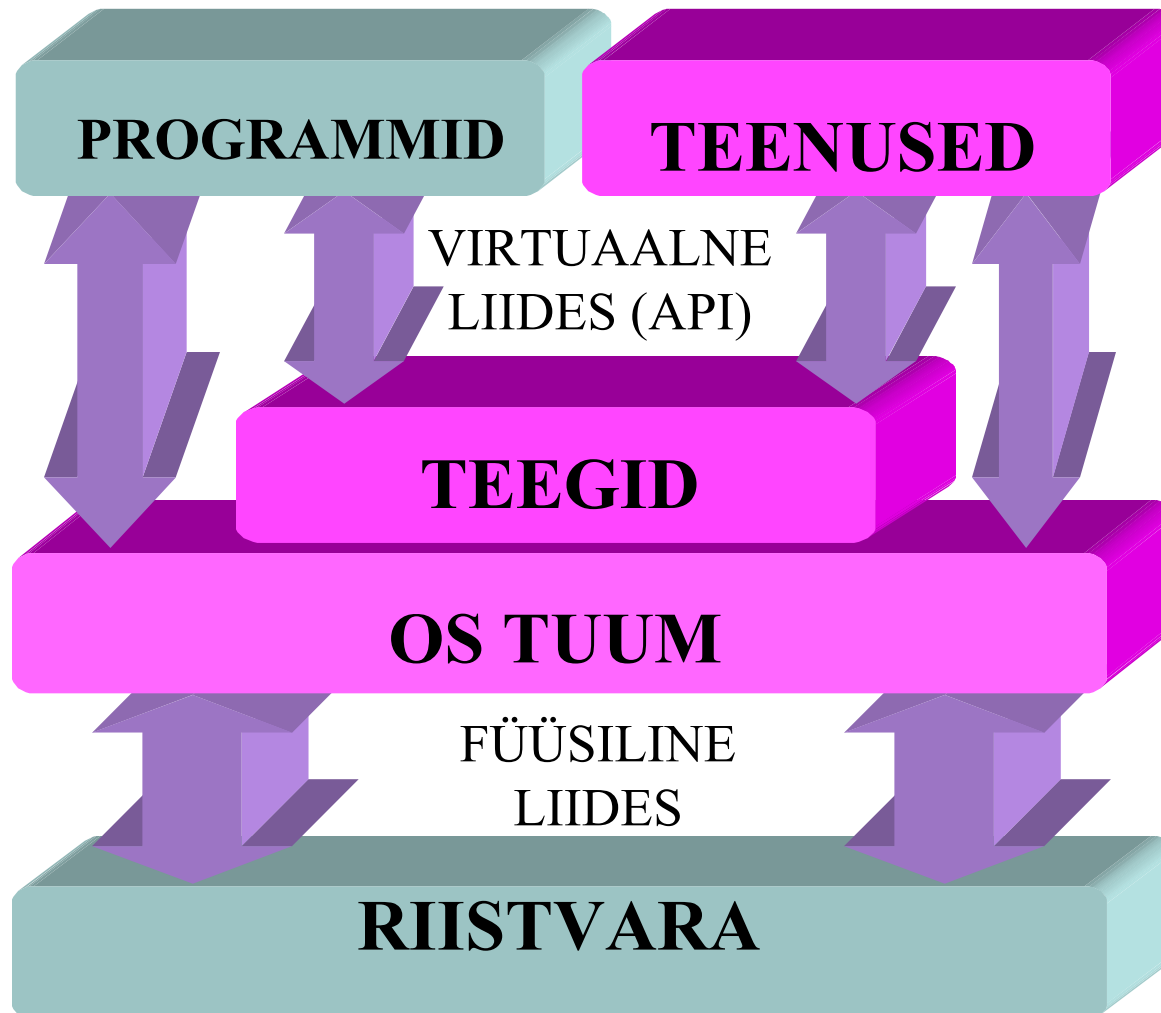 PROGRAMMID
TEENUSED
VIRTUAALNE
LIIDES (API)
TEEGID
OS TUUM
FÜÜSILINE
LIIDES
RIISTVARA